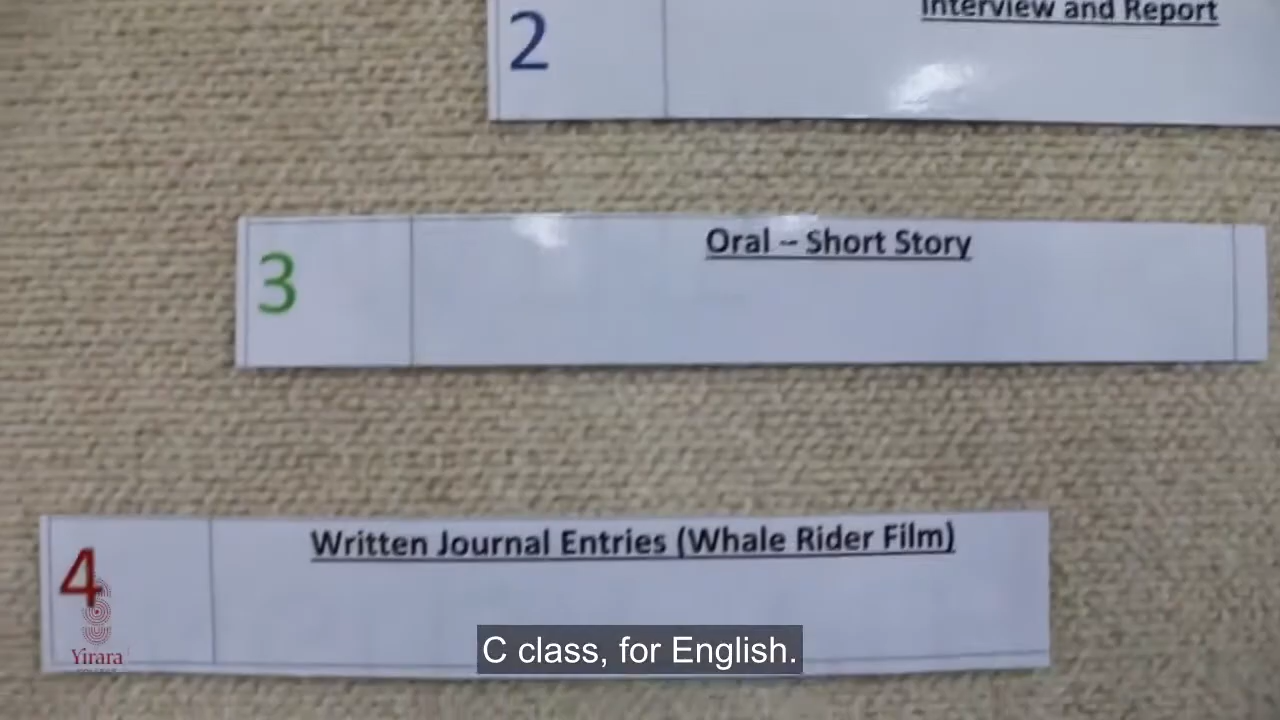 2
Interview and Report
3
Oral – Short Story
4
Written Journal Entries (Whale Rider Film)
Yirara
C class, for English.